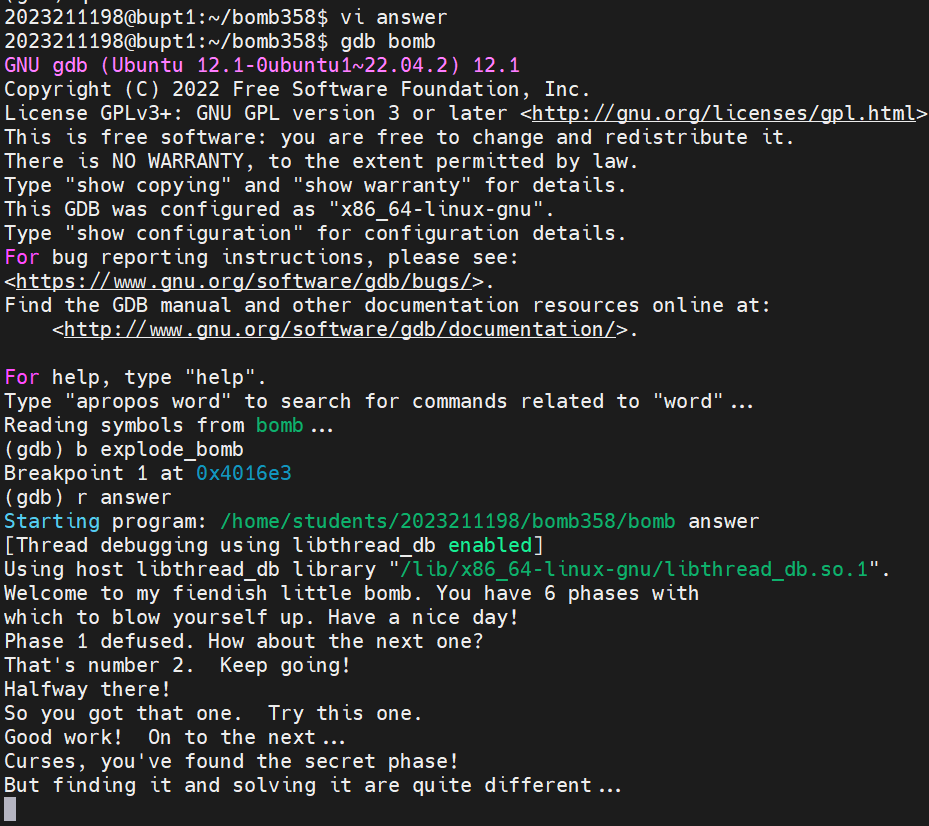 2023211198@bupt1:~/bomb358$ vi answer
2023211198@bupt1:~/bomb358$ gdb bomb
GNU gdb (Ubuntu 12.1-0ubuntu1~22.04.2) 12.1
Copyright (C) 2022 Free Software Foundation, Inc.
License GPLv3+: GNU GPL version 3 or later <http://gnu.org/licenses/gpl.html>
This is free software: you are free to change and redistribute it.
There is NO WARRANTY, to the extent permitted by law.
Type "show copying" and "show warranty" for details.
This GDB was configured as "x86_64-linux-gnu".
Type "show configuration" for configuration details.
For bug reporting instructions, please see:
<https://www.gnu.org/software/gdb/bugs/>.
Find the GDB manual and other documentation resources online at:
    <http://www.gnu.org/software/gdb/documentation/>.
For help, type "help".
Type "apropos word" to search for commands related to "word"...
Reading symbols from bomb...
(gdb) b explode_bomb
Breakpoint 1 at 0x4016e3
(gdb) r answer
Starting program: /home/students/2023211198/bomb358/bomb answer
[Thread debugging using libthread_db enabled]
Using host libthread_db library "/lib/x86_64-linux-gnu/libthread_db.so.1".
Welcome to my fiendish little bomb. You have 6 phases with
which to blow yourself up. Have a nice day!
Phase 1 defused. How about the next one?
That's number 2.  Keep going!
Halfway there!
So you got that one.  Try this one.
Good work!  On to the next...
Curses, you've found the secret phase!
But finding it and solving it are quite different...